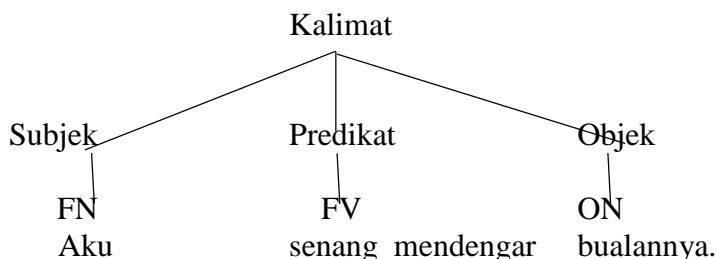 Kalimat
Subjek Predikat Objek
FN FV ON
Aku senang mendengar bualannya.